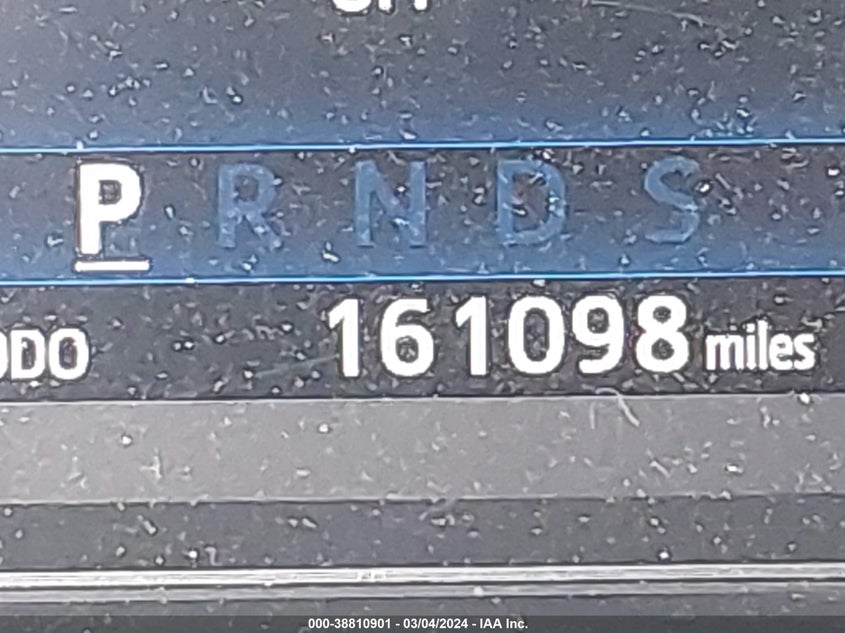 P R N D S
ODO 161098 miles
000-38810901 - 03/04/2024 - IAA Inc.